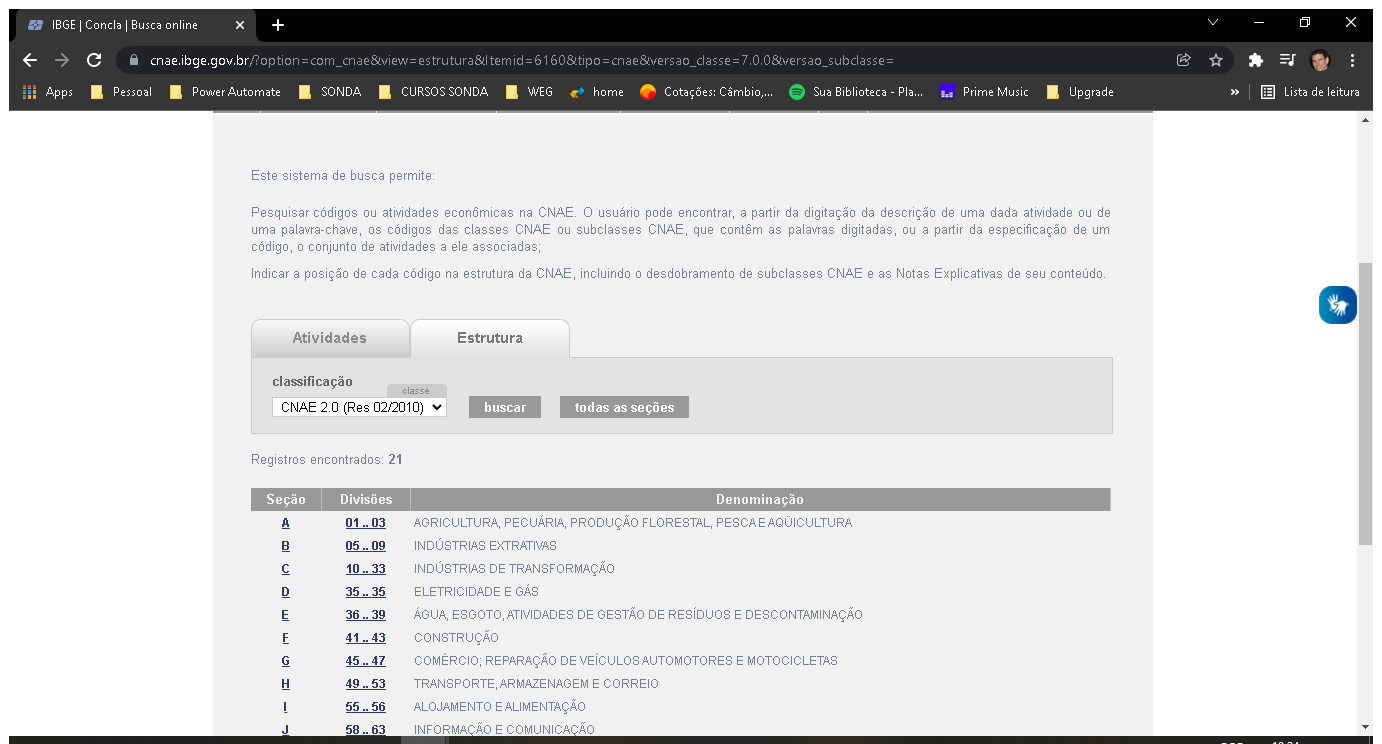 IBGE | Concla | Busca online
cnae.ibge.gov.br/?option=com_cnae&view=estrutura&Itemid=6160&tipo=cnae&versao_classe=7.0.0&versao_subclasse=
Apps Pessoal Power Automate SONDA CURSOS SONDA WEG home Cotações: Câmbio,... Sua Biblioteca - Pla... Prime Music Upgrade » Lista de leitura
Este sistema de busca permite:
Pesquisar códigos ou atividades econômicas na CNAE. O usuário pode encontrar, a partir da digitação da descrição de uma dada atividade ou de
uma palavra-chave, os códigos das classes CNAE ou subclasses CNAE, que contêm as palavras digitadas, ou a partir da especificação de um
código, o conjunto de atividades a ele associadas;
Indicar a posição de cada código na estrutura da CNAE, incluindo o desdobramento de subclasses CNAE e as Notas Explicativas de seu conteúdo.
Atividades Estrutura
classificação
classe
CNAE 2.0 (Res 02/2010) buscar todas as seções
Registros encontrados: 21
Seção Divisões Denominação
A 01 .. 03 AGRICULTURA, PECUÁRIA, PRODUÇÃO FLORESTAL, PESCA E AQÜICULTURA
B 05 .. 09 INDÚSTRIAS EXTRATIVAS
C 10 .. 33 INDÚSTRIAS DE TRANSFORMAÇÃO
D 35 .. 35 ELETRICIDADE E GÁS
E 36 .. 39 ÁGUA, ESGOTO, ATIVIDADES DE GESTÃO DE RESÍDUOS E DESCONTAMINAÇÃO
F 41 .. 43 CONSTRUÇÃO
G 45 .. 47 COMÉRCIO; REPARAÇÃO DE VEÍCULOS AUTOMOTORES E MOTOCICLETAS
H 49 .. 53 TRANSPORTE, ARMAZENAGEM E CORREIO
I 55 .. 56 ALOJAMENTO E ALIMENTAÇÃO
J 58 .. 63 INFORMAÇÃO E COMUNICAÇÃO